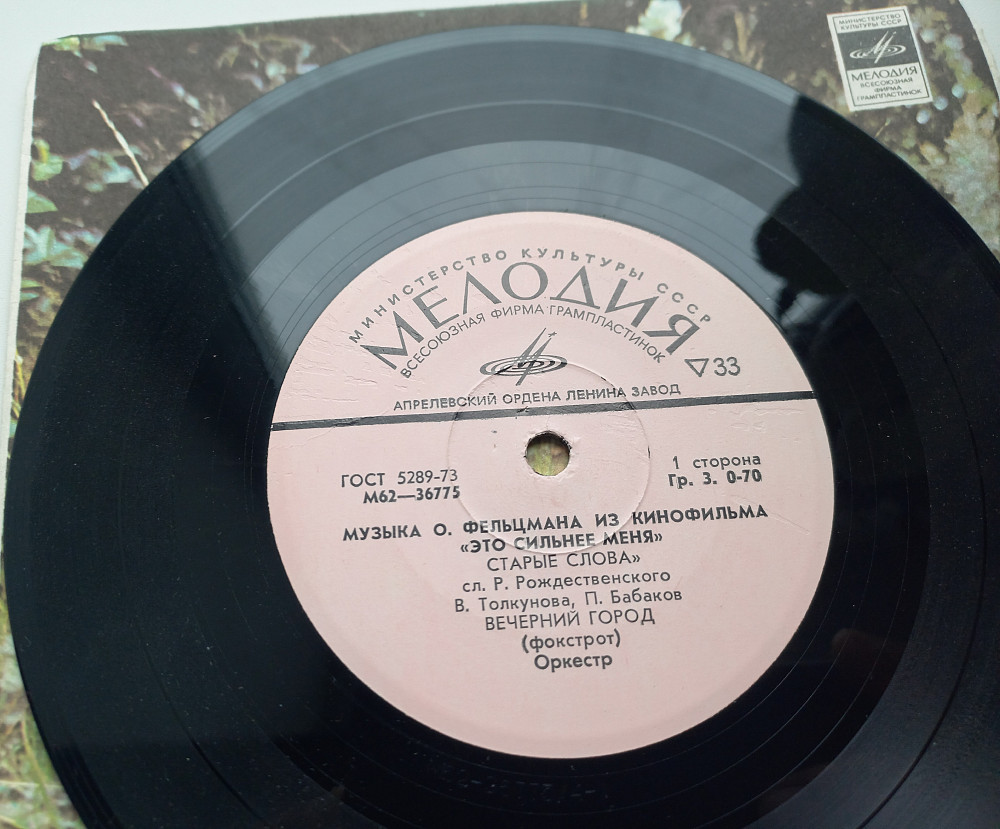 МИНИСТЕРСТВО
КУЛЬТУРЫ СССР
МЕЛОДИЯ
ВСЕСОЮЗНАЯ
ФИРМА
ГРАМПЛАСТИНОК
МИНИСТЕРСТВО КУЛЬТУРЫ СССР
МЕЛОДИЯ
ВСЕСОЮЗНАЯ ФИРМА ГРАМПЛАСТИНОК
33
АПРЕЛЕВСКИЙ ОРДЕНА ЛЕНИНА ЗАВОД
ГОСТ 5289-73
М62—36775
1 сторона
Гр. 3. 0-70
МУЗЫКА О. ФЕЛЬЦМАНА ИЗ КИНОФИЛЬМА
«ЭТО СИЛЬНЕЕ МЕНЯ»
СТАРЫЕ СЛОВА»
сл. Р. Рождественского
В. Толкунова, П. Бабаков
ВЕЧЕРНИЙ ГОРОД
(фокстрот)
Оркестр